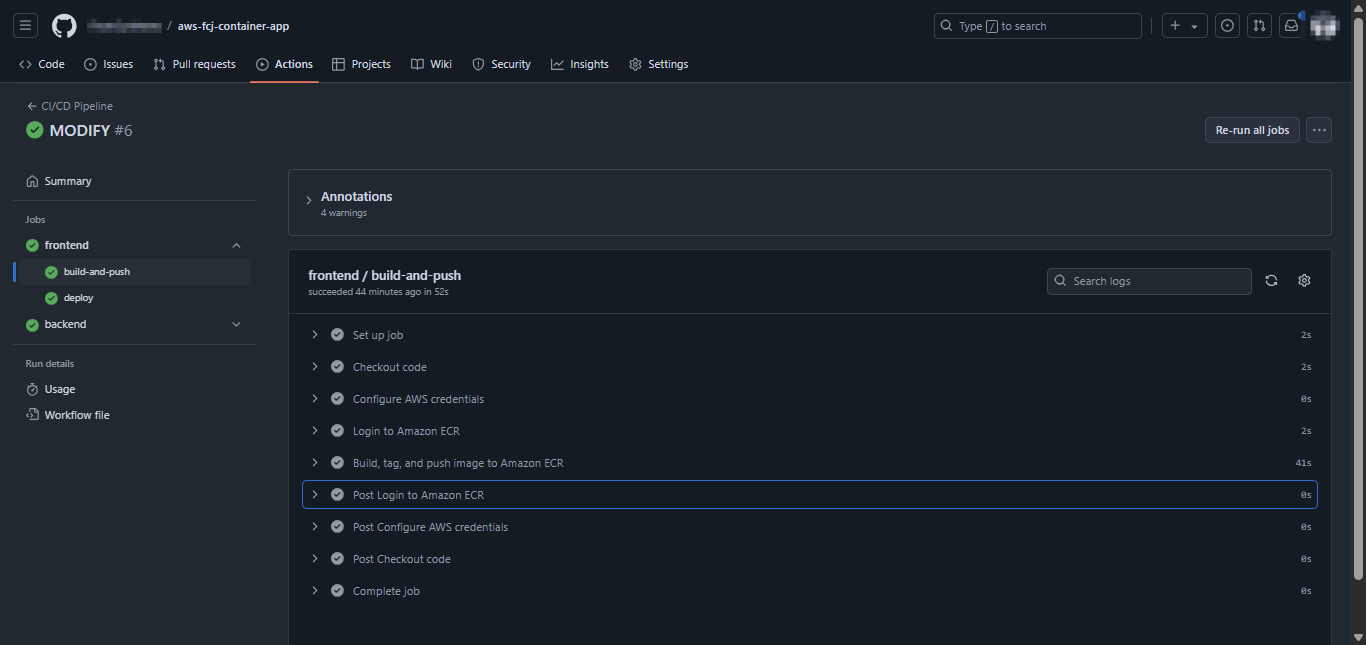 / aws-fcj-container-app
Type / to search
Code Issues Pull requests Actions Projects Wiki Security Insights Settings
CI/CD Pipeline
MODIFY #6
Re-run all jobs
Summary
Jobs
frontend
build-and-push
deploy
backend
Run details
Usage
Workflow file
Annotations
4 warnings
frontend / build-and-push
succeeded 44 minutes ago in 52s
Search logs
Set up job 2s
Checkout code 2s
Configure AWS credentials 0s
Login to Amazon ECR 2s
Build, tag, and push image to Amazon ECR 41s
Post Login to Amazon ECR 0s
Post Configure AWS credentials 0s
Post Checkout code 0s
Complete job 0s